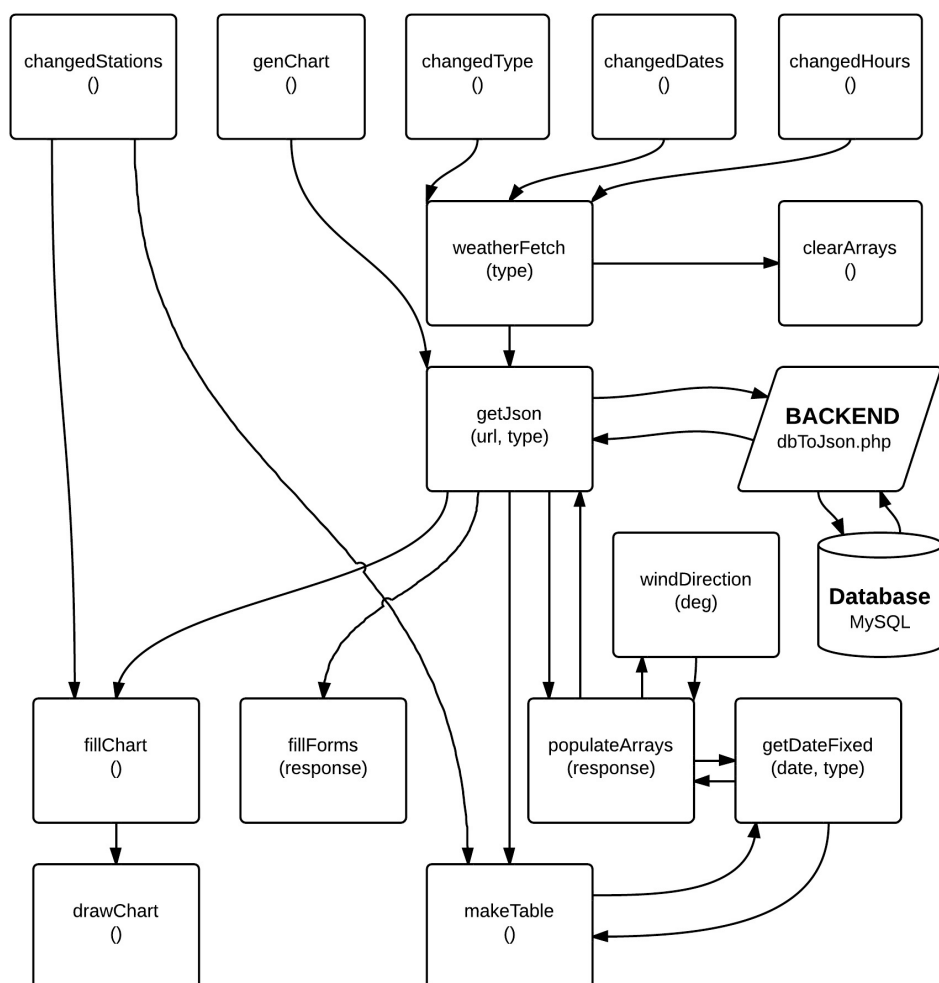 changedStations
()
genChart
()
changedType
()
changedDates
()
changedHours
()
weatherFetch
(type)
clearArrays
()
getJson
(url, type)
BACKEND
dbToJson.php
windDirection
(deg)
Database
MySQL
fillChart
()
fillForms
(response)
populateArrays
(response)
getDateFixed
(date, type)
drawChart
()
makeTable
()